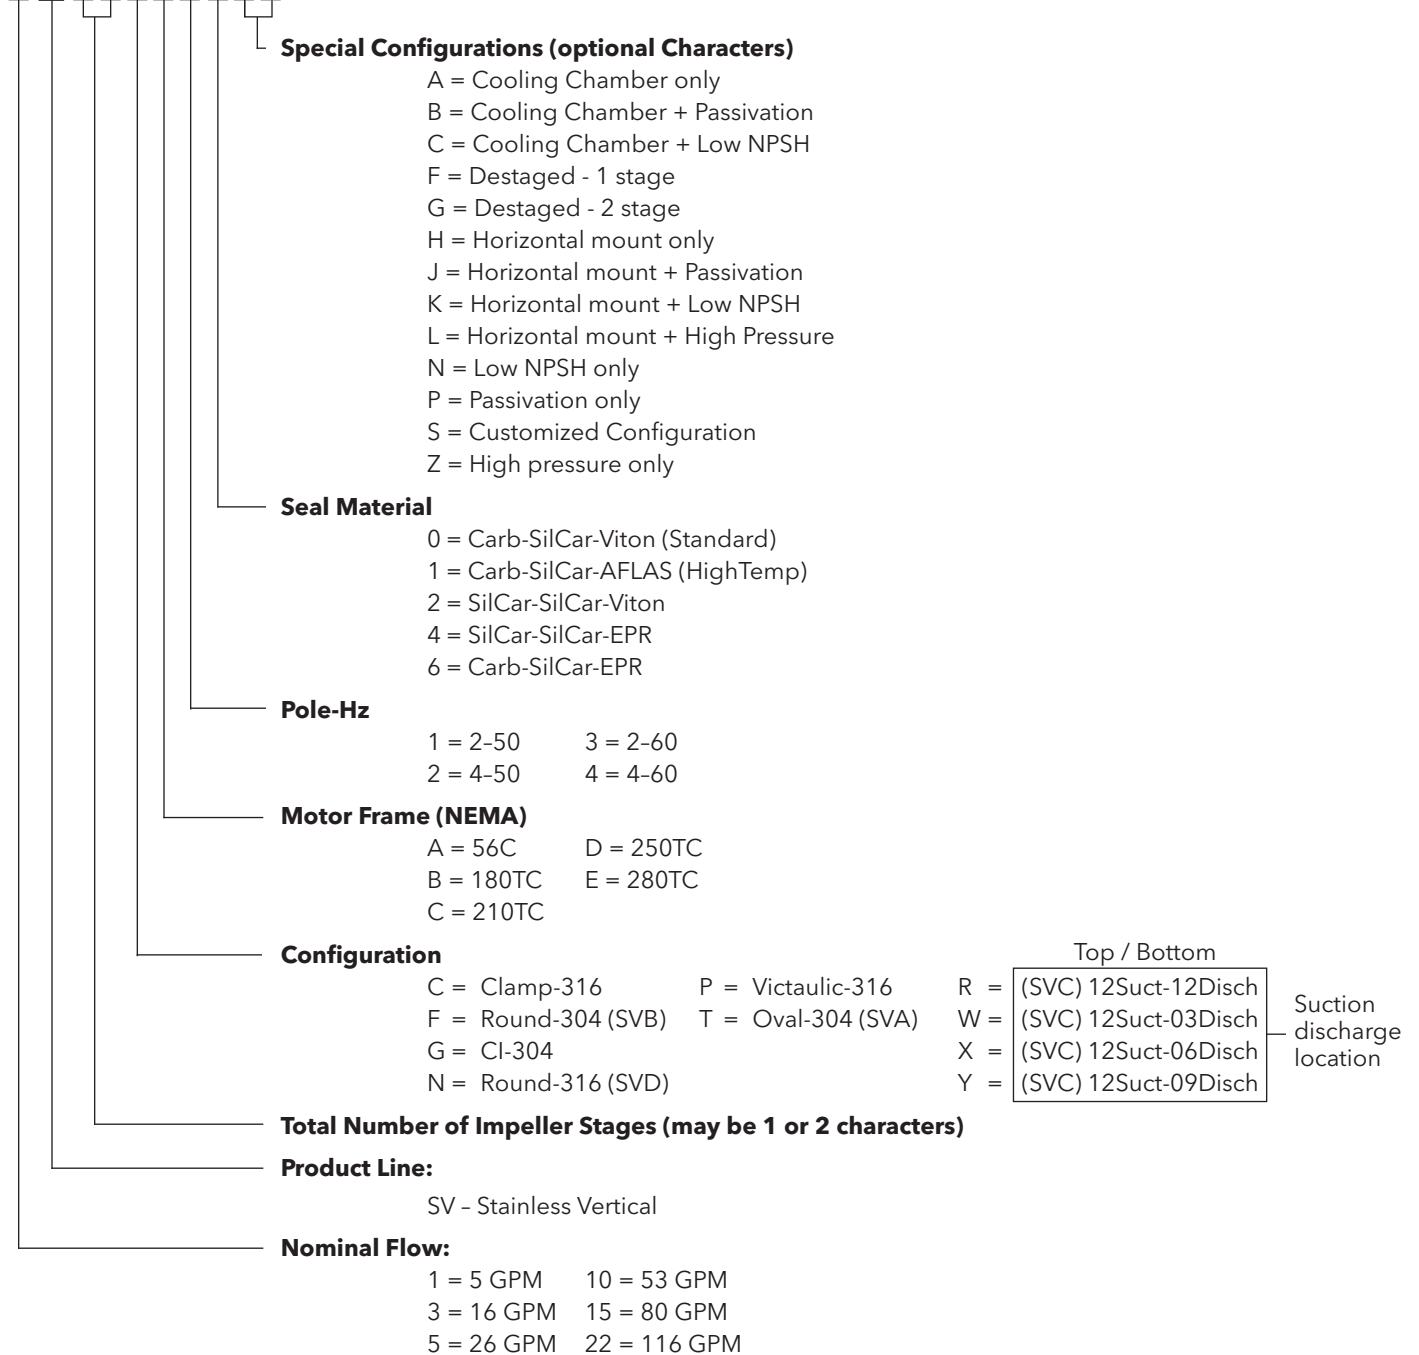 Special Configurations (optional Characters)
A = Cooling Chamber only
B = Cooling Chamber + Passivation
C = Cooling Chamber + Low NPSH
F = Destaged - 1 stage
G = Destaged - 2 stage
H = Horizontal mount only
J = Horizontal mount + Passivation
K = Horizontal mount + Low NPSH
L = Horizontal mount + High Pressure
N = Low NPSH only
P = Passivation only
S = Customized Configuration
Z = High pressure only
Seal Material
0 = Carb-SilCar-Viton (Standard)
1 = Carb-SilCar-AFLAS (HighTemp)
2 = SilCar-SilCar-Viton
4 = SilCar-SilCar-EPR
6 = Carb-SilCar-EPR
Pole-Hz
1 = 2–50 3 = 2–60
2 = 4–50 4 = 4–60
Motor Frame (NEMA)
A = 56C D = 250TC
B = 180TC E = 280TC
C = 210TC
Configuration
Top / Bottom
C = Clamp-316 P = Victaulic-316 R = (SVC) 12Suct-12Disch
F = Round-304 (SVB) T = Oval-304 (SVA) W = (SVC) 12Suct-03Disch
G = CI-304 X = (SVC) 12Suct-06Disch
N = Round-316 (SVD) Y = (SVC) 12Suct-09Disch
Suction
discharge
location
Total Number of Impeller Stages (may be 1 or 2 characters)
Product Line:
SV – Stainless Vertical
Nominal Flow:
1 = 5 GPM 10 = 53 GPM
3 = 16 GPM 15 = 80 GPM
5 = 26 GPM 22 = 116 GPM